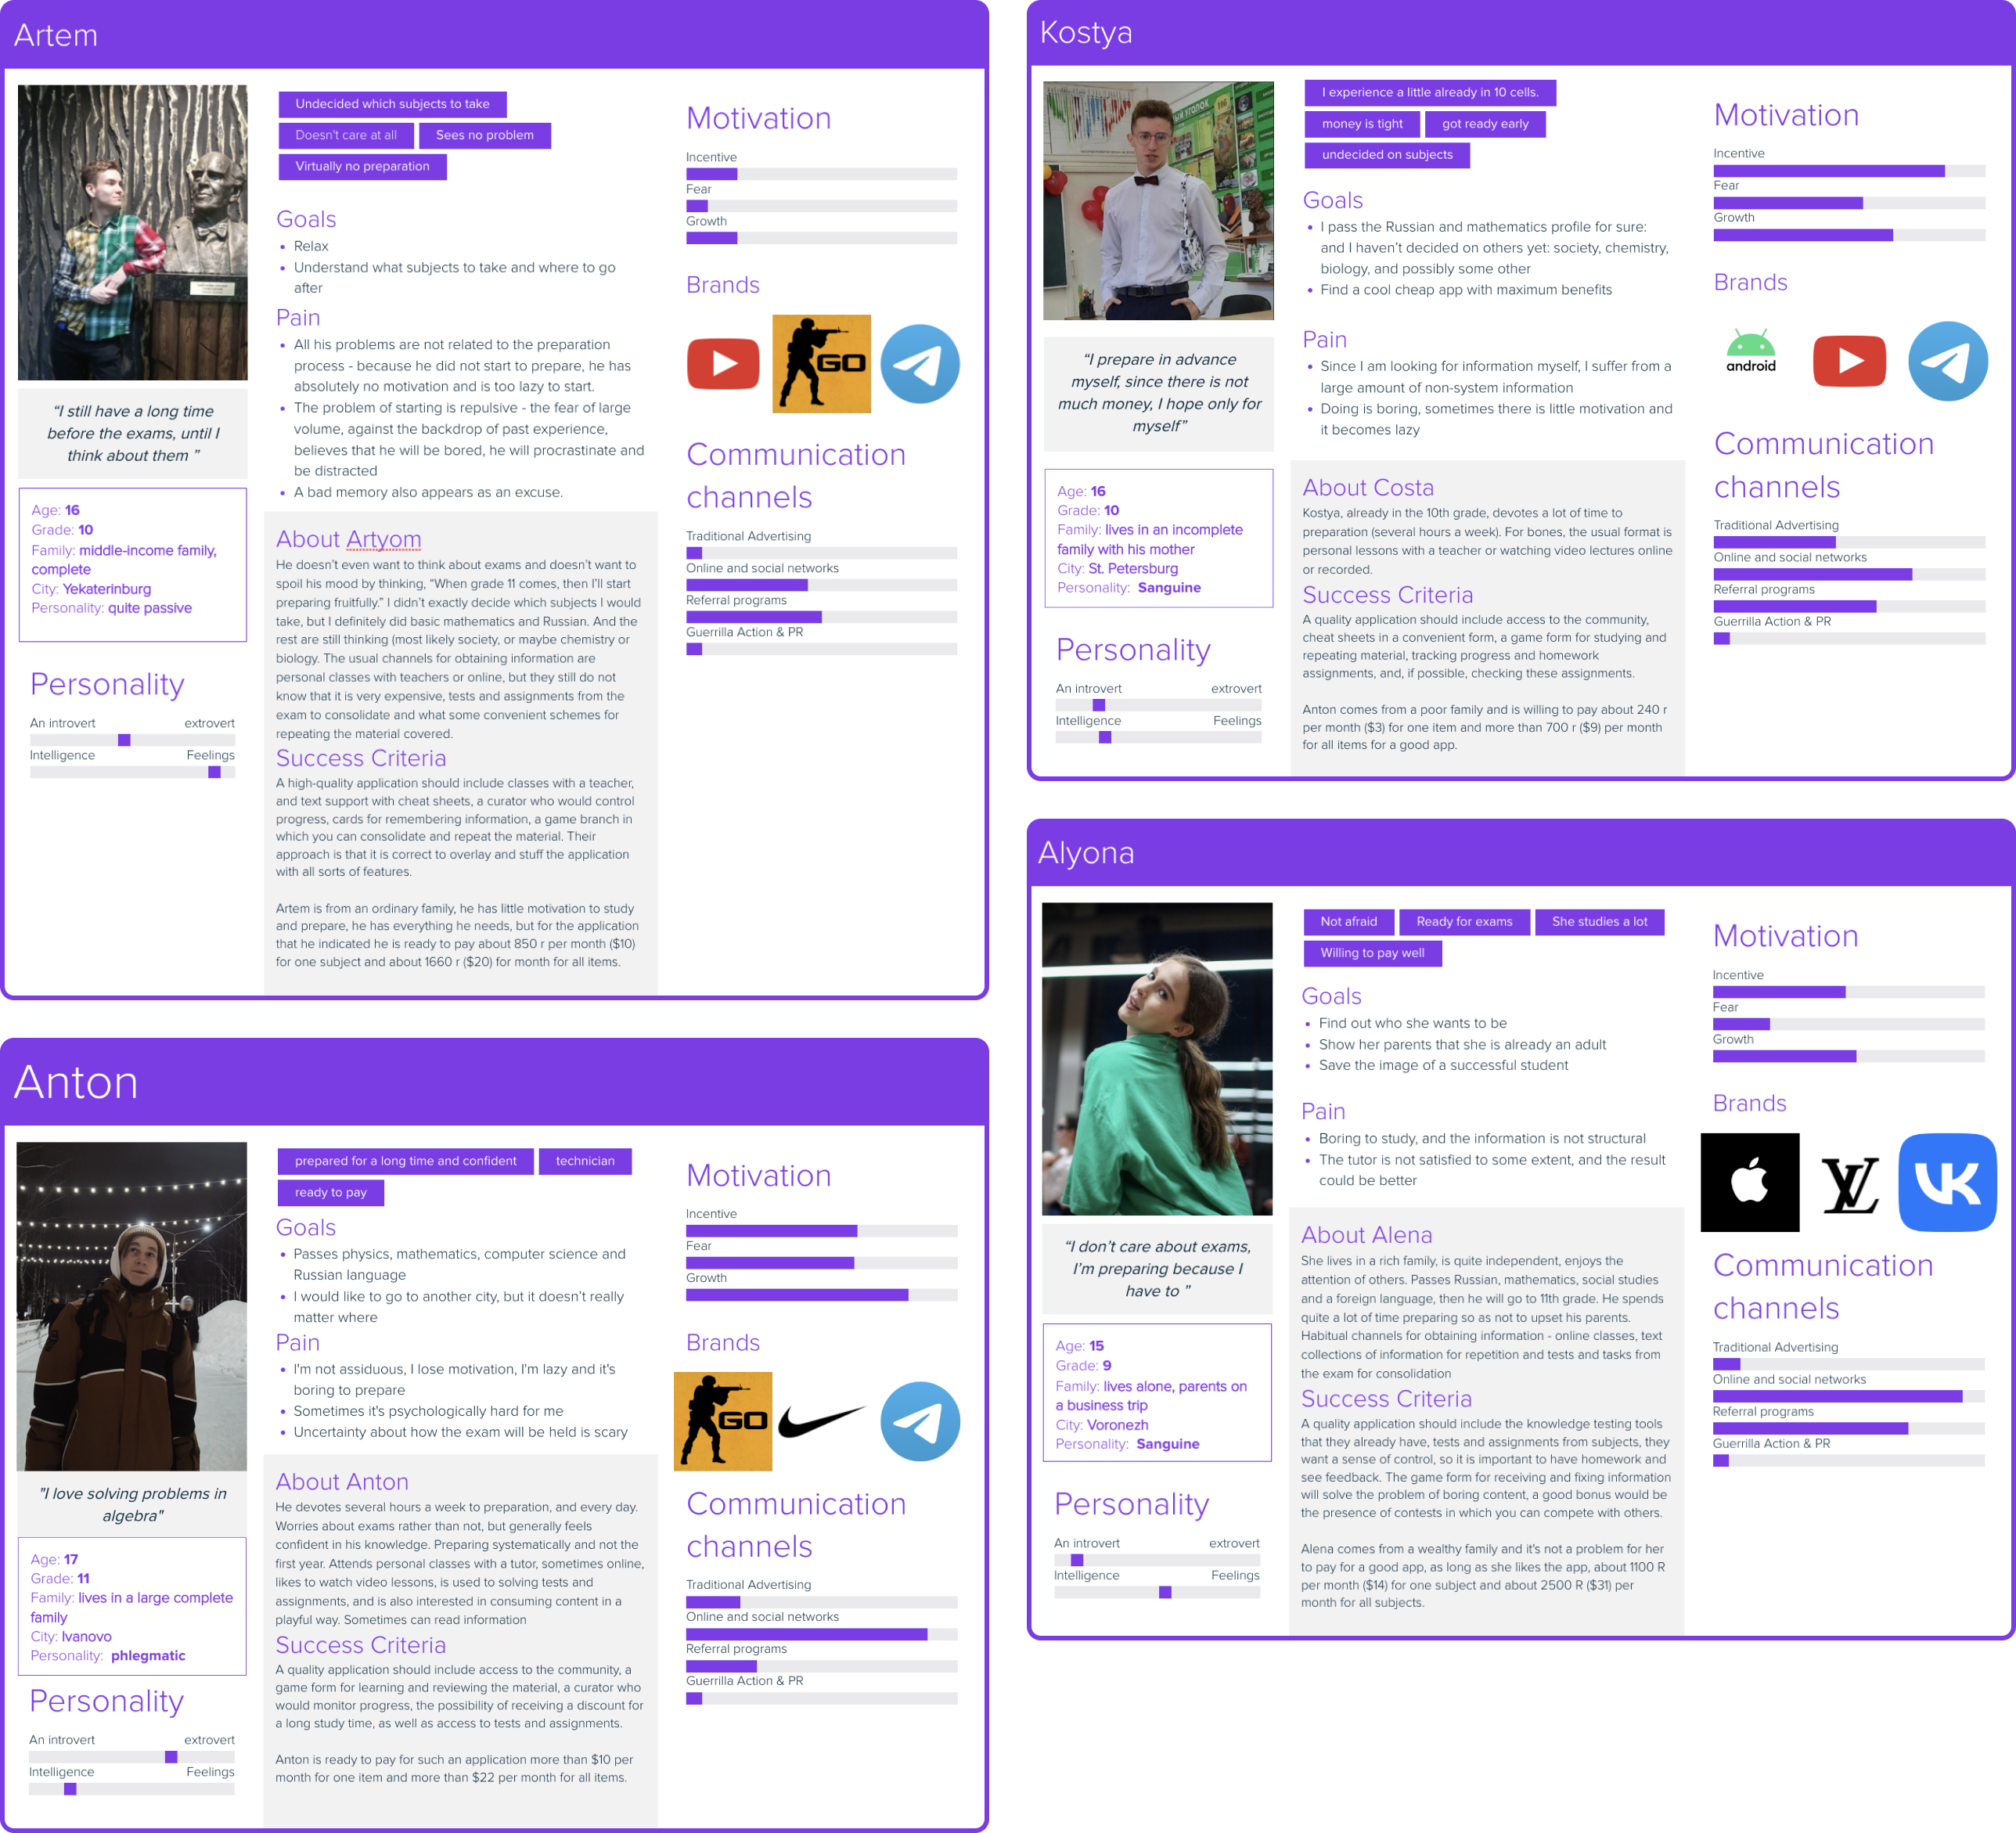 Artem
Undecided which subjects to take
Doesn't care at all
Sees no problem
Virtually no preparation
Goals
• Relax
• Understand what subjects to take and where to go
after
Pain
• All his problems are not related to the preparation
process - because he did not start to prepare, he has
absolutely no motivation and is too lazy to start.
• The problem of starting is repulsive - the fear of large
volume, against the backdrop of past experience,
believes that he will be bored, he will procrastinate and
be distracted
• A bad memory also appears as an excuse.
“I still have a long time
before the exams, until I
think about them ”
Age: 16
Grade: 10
Family: middle-income family,
complete
City: Yekaterinburg
Personality: quite passive
Personality
An introvert extrovert
Intelligence Feelings
About Artyom
He doesn’t even want to think about exams and doesn’t want to
spoil his mood by thinking, “When grade 11 comes, then I’ll start
preparing fruitfully.” I didn’t exactly decide which subjects I would
take, but I definitely did basic mathematics and Russian. And the
rest are still thinking (most likely society, or maybe chemistry or
biology. The usual channels for obtaining information are
personal classes with teachers or online, but they still do not
know that it is very expensive, tests and assignments from the
exam to consolidate and what some convenient schemes for
repeating the material covered.
Success Criteria
A high-quality application should include classes with a teacher,
and text support with cheat sheets, a curator who would control
progress, cards for remembering information, a game branch in
which you can consolidate and repeat the material. Their
approach is that it is correct to overlay and stuff the application
with all sorts of features.
Artem is from an ordinary family, he has little motivation to study
and prepare, he has everything he needs, but for the application
that he indicated he is ready to pay about 850 r per month ($10)
for one subject and about 1660 r ($20) for month for all items.
Motivation
Incentive
Fear
Growth
Brands
GO
Communication
channels
Traditional Advertising
Online and social networks
Referral programs
Guerrilla Action & PR
Kostya
I experience a little already in 10 cells.
money is tight
got ready early
undecided on subjects
Goals
• I pass the Russian and mathematics profile for sure:
and I haven’t decided on others yet: society, chemistry,
biology, and possibly some other
• Find a cool cheap app with maximum benefits
Pain
• Since I am looking for information myself, I suffer from a
large amount of non-system information
• Doing is boring, sometimes there is little motivation and
it becomes lazy
“I prepare in advance
myself, since there is not
much money, I hope only for
myself”
Age: 16
Grade: 10
Family: lives in an incomplete
family with his mother
City: St. Petersburg
Personality: Sanguine
Personality
An introvert extrovert
Intelligence Feelings
About Costa
Kostya, already in the 10th grade, devotes a lot of time to
preparation (several hours a week). For bones, the usual format is
personal lessons with a teacher or watching video lectures online
or recorded.
Success Criteria
A quality application should include access to the community,
cheat sheets in a convenient form, a game form for studying and
repeating material, tracking progress and homework
assignments, and, if possible, checking these assignments.
Anton comes from a poor family and is willing to pay about 240 r
per month ($3) for one item and more than 700 r ($9) per month
for all items for a good app.
Motivation
Incentive
Fear
Growth
Brands
android
Communication
channels
Traditional Advertising
Online and social networks
Referral programs
Guerrilla Action & PR
Anton
prepared for a long time and confident
technician
ready to pay
Goals
• Passes physics, mathematics, computer science and
Russian language
• I would like to go to another city, but it doesn’t really
matter where
Pain
• I'm not assiduous, I lose motivation, I'm lazy and it's
boring to prepare
• Sometimes it's psychologically hard for me
• Uncertainty about how the exam will be held is scary
"I love solving problems in
algebra"
Age: 17
Grade: 11
Family: lives in a large complete
family
City: Ivanovo
Personality: phlegmatic
Personality
An introvert extrovert
Intelligence Feelings
About Anton
He devotes several hours a week to preparation, and every day.
Worries about exams rather than not, but generally feels
confident in his knowledge. Preparing systematically and not the
first year. Attends personal classes with a tutor, sometimes online,
likes to watch video lessons, is used to solving tests and
assignments, and is also interested in consuming content in a
playful way. Sometimes can read information
Success Criteria
A quality application should include access to the community, a
game form for learning and reviewing the material, a curator who
would monitor progress, the possibility of receiving a discount for
a long study time, as well as access to tests and assignments.
Anton is ready to pay for such an application more than $10 per
month for one item and more than $22 per month for all items.
Motivation
Incentive
Fear
Growth
Brands
GO
Communication
channels
Traditional Advertising
Online and social networks
Referral programs
Guerrilla Action & PR
Alyona
Not afraid
Ready for exams
She studies a lot
Willing to pay well
Goals
• Find out who she wants to be
• Show her parents that she is already an adult
• Save the image of a successful student
Pain
• Boring to study, and the information is not structural
• The tutor is not satisfied to some extent, and the result
could be better
“I don’t care about exams,
I’m preparing because I
have to ”
Age: 15
Grade: 9
Family: lives alone, parents on
a business trip
City: Voronezh
Personality: Sanguine
Personality
An introvert extrovert
Intelligence Feelings
About Alena
She lives in a rich family, is quite independent, enjoys the
attention of others. Passes Russian, mathematics, social studies
and a foreign language, then he will go to 11th grade. He spends
quite a lot of time preparing so as not to upset his parents.
Habitual channels for obtaining information - online classes, text
collections of information for repetition and tests and tasks from
the exam for consolidation
Success Criteria
A quality application should include the knowledge testing tools
that they already have, tests and assignments from subjects, they
want a sense of control, so it is important to have homework and
see feedback. The game form for receiving and fixing information
will solve the problem of boring content, a good bonus would be
the presence of contests in which you can compete with others.
Alena comes from a wealthy family and it's not a problem for her
to pay for a good app, as long as she likes the app, about 1100 R
per month ($14) for one subject and about 2500 R ($31) per
month for all subjects.
Motivation
Incentive
Fear
Growth
Brands
LV
VK
Communication
channels
Traditional Advertising
Online and social networks
Referral programs
Guerrilla Action & PR